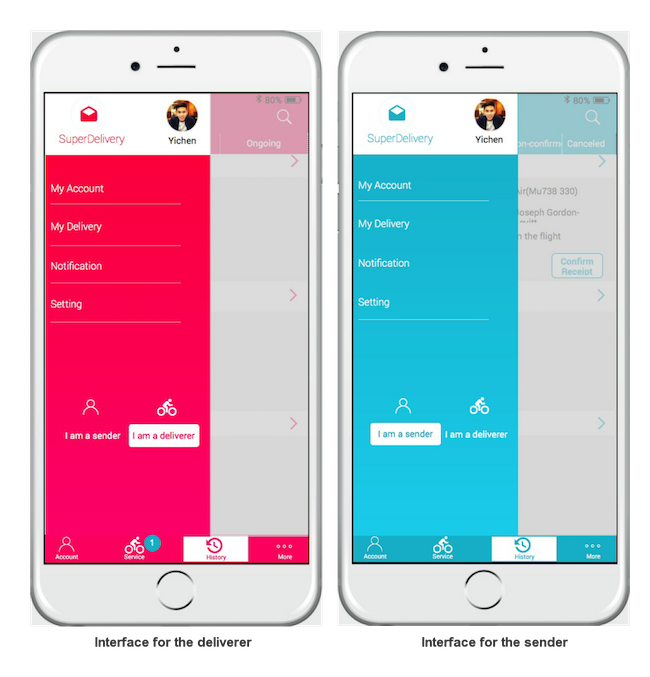 80%
SuperDelivery
Yichen
Ongoing
My Account
My Delivery
Notification
Setting
I am a sender
I am a deliverer
1
Account
Service
History
More
Interface for the deliverer
80%
SuperDelivery
Yichen
on-confirm
Canceled
My Account
Air(Mu738 330)
Joseph Gordon-
My Delivery
n the flight
Notification
Confirm
Receipt
Setting
I am a sender
I am a deliverer
Account
Service
History
More
Interface for the sender